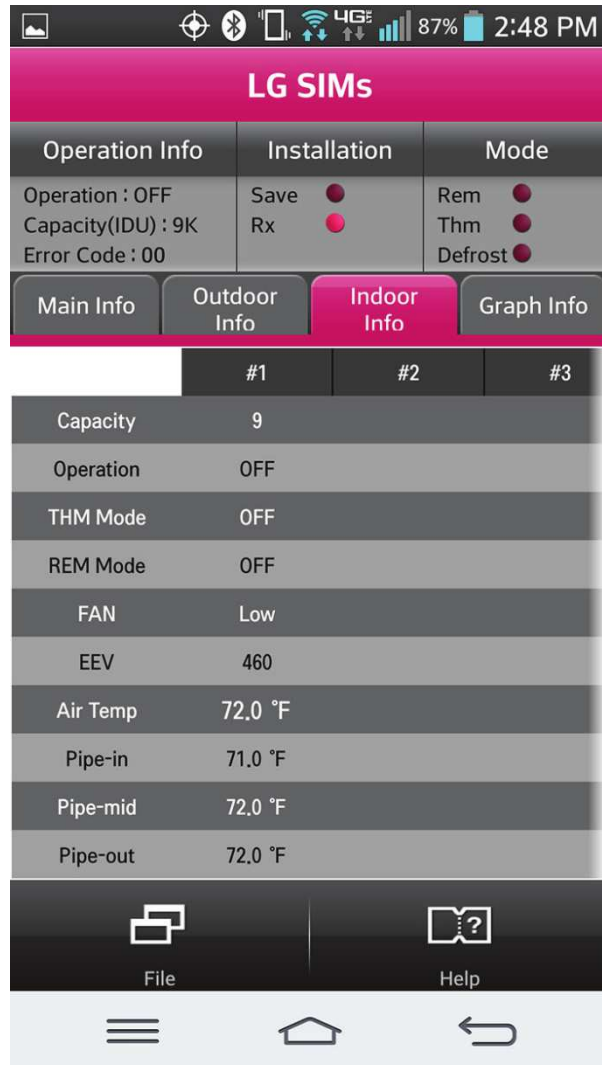 4GLTE 87% 2:48 PM
LG SIMs
Operation Info Installation Mode
Operation : OFF Save Rem
Capacity(IDU) : 9K Rx Thm
Error Code : 00 Defrost
Main Info Outdoor Info Indoor Info Graph Info
#1 #2 #3
Capacity 9
Operation OFF
THM Mode OFF
REM Mode OFF
FAN Low
EEV 460
Air Temp 72.0 °F
Pipe-in 71.0 °F
Pipe-mid 72.0 °F
Pipe-out 72.0 °F
File Help